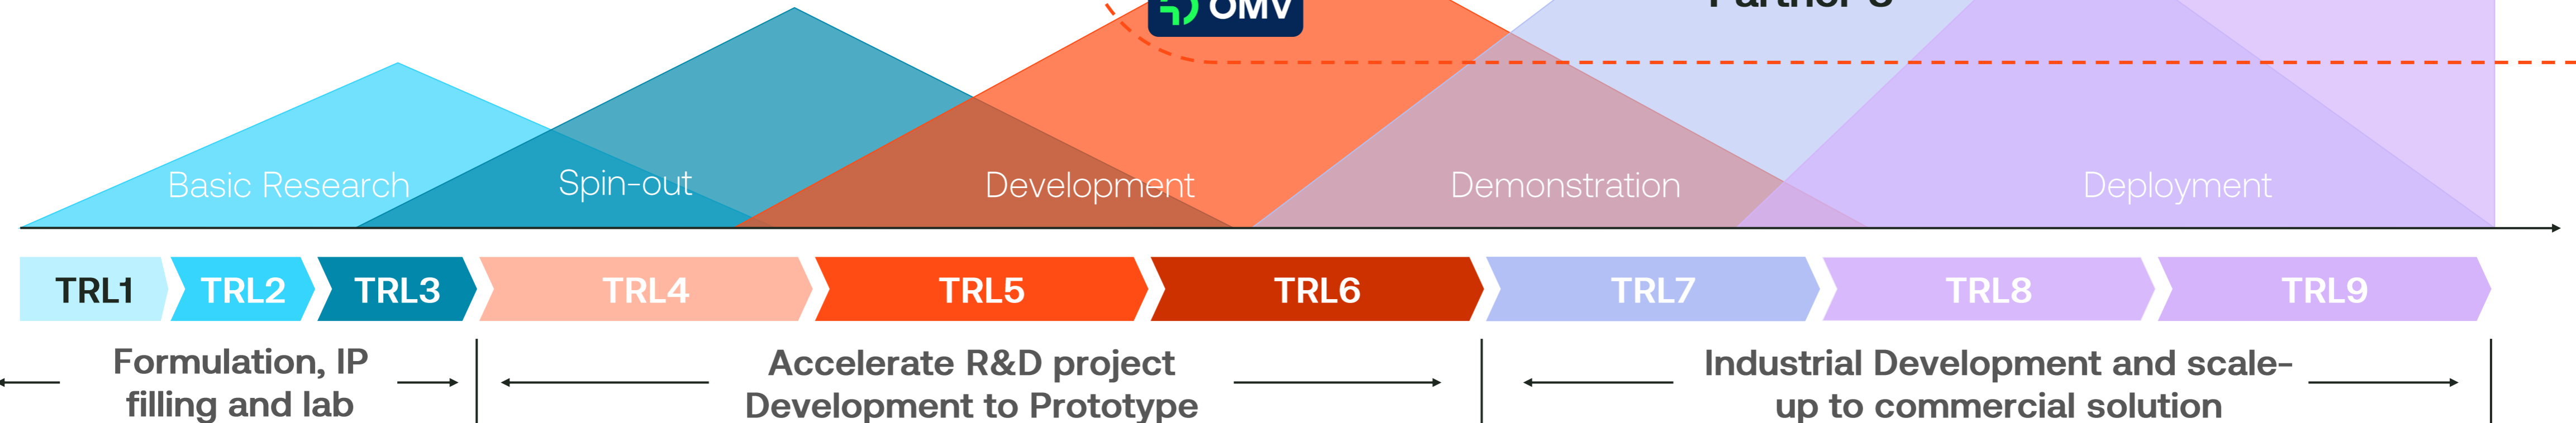 OMV
Basic Research
Spin-out
Development
Demonstration
Deployment
TRL1
TRL2
TRL3
TRL4
TRL5
TRL6
TRL7
TRL8
TRL9
Formulation, IP
filling and lab
Accelerate R&D project
Development to Prototype
Industrial Development and scale-
up to commercial solution